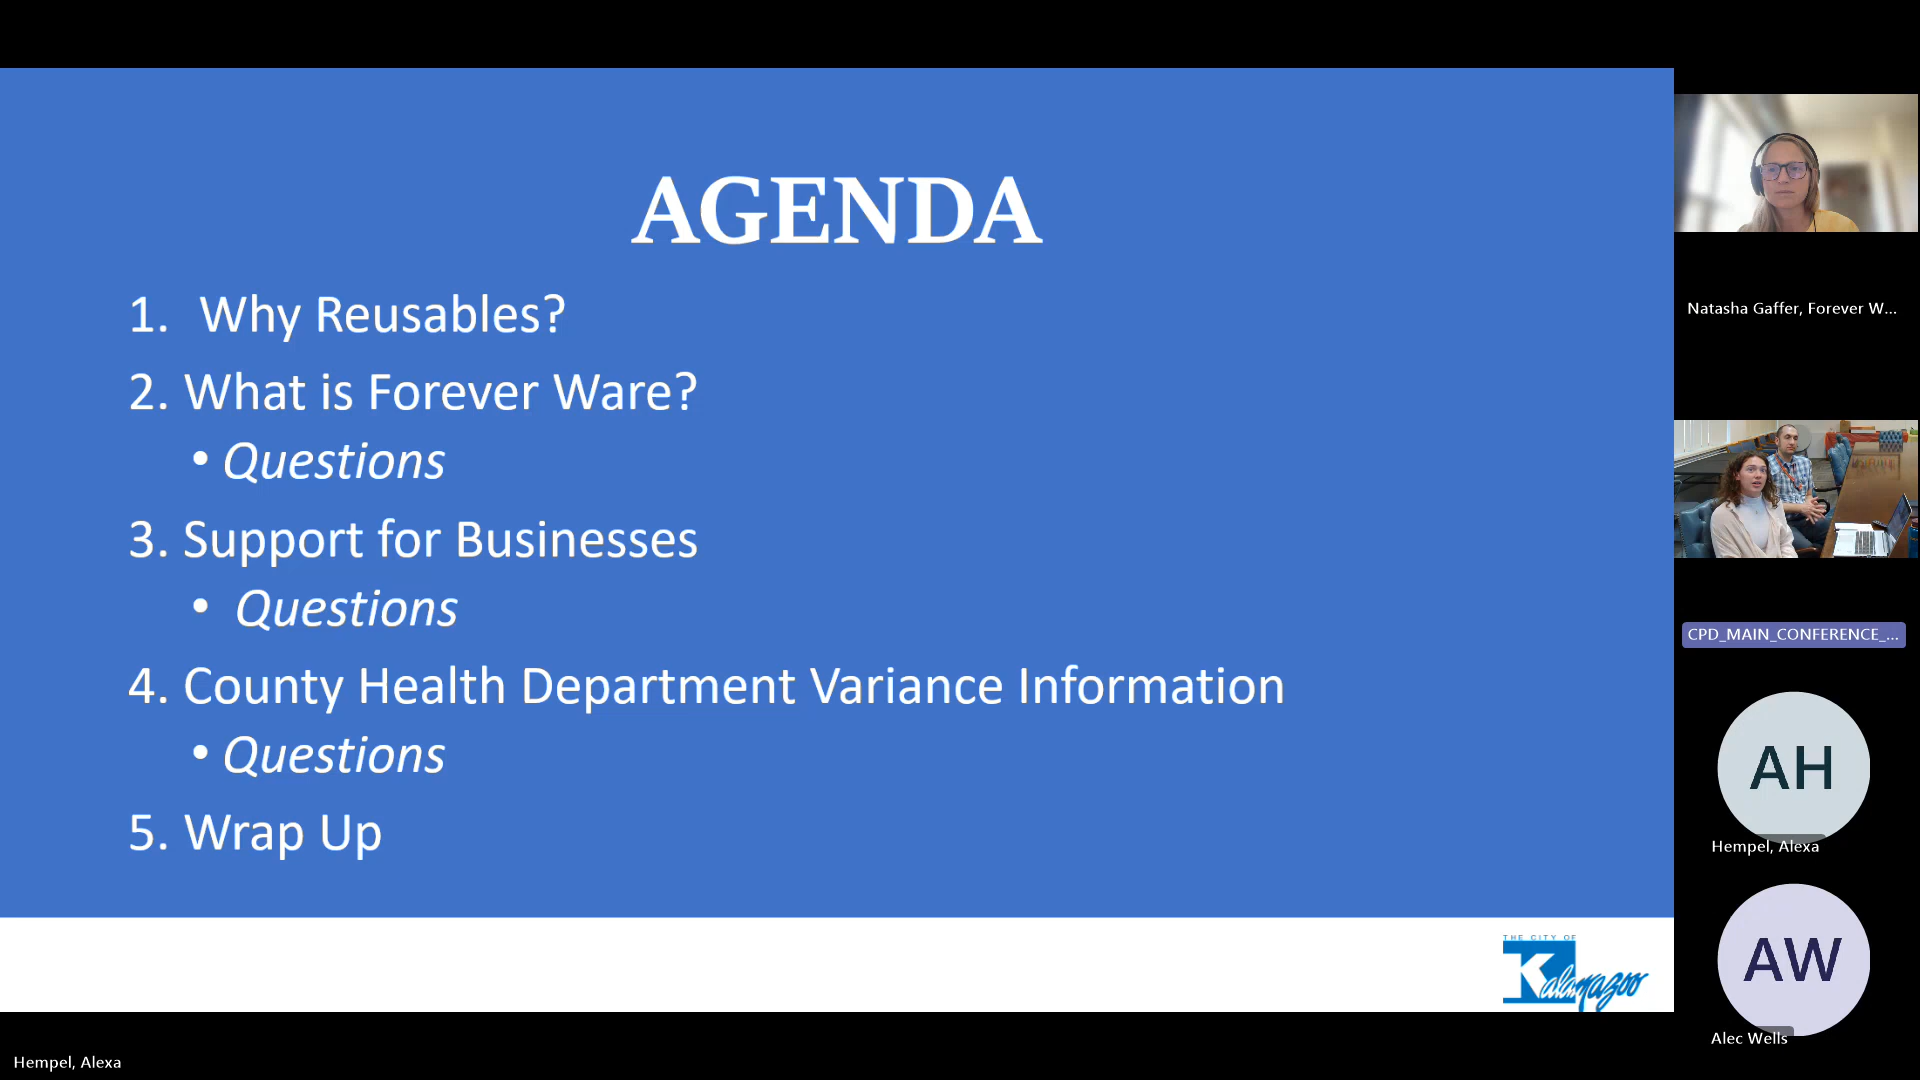 AGENDA
1. Why Reusables?
2. What is Forever Ware?
• Questions
3. Support for Businesses
• Questions
4. County Health Department Variance Information
• Questions
5. Wrap Up
THE CITY OF
Kalamazoo
Natasha Gaffer, Forever W...
CPD_MAIN_CONFERENCE_...
AH
Hempel, Alexa
AW
Alec Wells
Hempel, Alexa